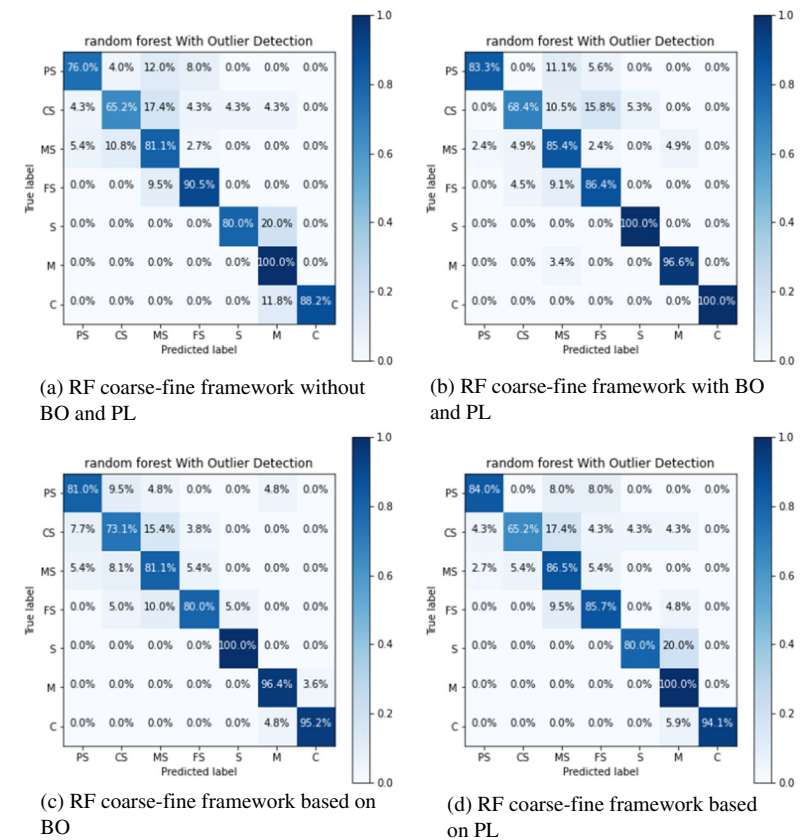 random forest With Outlier Detection
1.0
PS 76.0% 4.0% 12.0% 8.0% 0.0% 0.0% 0.0%
CS 4.3% 65.2% 17.4% 4.3% 4.3% 4.3% 0.0%
0.8
MS 5.4% 10.8% 81.1% 2.7% 0.0% 0.0% 0.0%
0.6
True label
FS 0.0% 0.0% 9.5% 90.5% 0.0% 0.0% 0.0%
0.4
S 0.0% 0.0% 0.0% 0.0% 80.0% 20.0% 0.0%
M 0.0% 0.0% 0.0% 0.0% 0.0% 100.0% 0.0%
0.2
C 0.0% 0.0% 0.0% 0.0% 0.0% 11.8% 88.2%
PS CS MS FS S M C
Predicted label
0.0
(a) RF coarse-fine framework without
BO and PL
random forest With Outlier Detection
1.0
PS 83.3% 0.0% 11.1% 5.6% 0.0% 0.0% 0.0%
CS 0.0% 68.4% 10.5% 15.8% 5.3% 0.0% 0.0%
0.8
MS 2.4% 4.9% 85.4% 2.4% 0.0% 4.9% 0.0%
0.6
True label
FS 0.0% 4.5% 9.1% 86.4% 0.0% 0.0% 0.0%
0.4
S 0.0% 0.0% 0.0% 0.0% 100.0% 0.0% 0.0%
M 0.0% 0.0% 3.4% 0.0% 0.0% 96.6% 0.0%
0.2
C 0.0% 0.0% 0.0% 0.0% 0.0% 0.0% 100.0%
PS CS MS FS S M C
Predicted label
0.0
(b) RF coarse-fine framework with BO
and PL
random forest With Outlier Detection
1.0
PS 81.0% 9.5% 4.8% 0.0% 0.0% 4.8% 0.0%
CS 7.7% 73.1% 15.4% 3.8% 0.0% 0.0% 0.0%
0.8
MS 5.4% 8.1% 81.1% 5.4% 0.0% 0.0% 0.0%
0.6
True label
FS 0.0% 5.0% 10.0% 80.0% 5.0% 0.0% 0.0%
0.4
S 0.0% 0.0% 0.0% 0.0% 100.0% 0.0% 0.0%
M 0.0% 0.0% 0.0% 0.0% 0.0% 96.4% 3.6%
0.2
C 0.0% 0.0% 0.0% 0.0% 0.0% 4.8% 95.2%
PS CS MS FS S M C
Predicted label
0.0
(c) RF coarse-fine framework based on
BO
random forest With Outlier Detection
1.0
PS 84.0% 0.0% 8.0% 8.0% 0.0% 0.0% 0.0%
CS 4.3% 65.2% 17.4% 4.3% 4.3% 4.3% 0.0%
0.8
MS 2.7% 5.4% 86.5% 5.4% 0.0% 0.0% 0.0%
0.6
True label
FS 0.0% 0.0% 9.5% 85.7% 0.0% 4.8% 0.0%
0.4
S 0.0% 0.0% 0.0% 0.0% 80.0% 20.0% 0.0%
M 0.0% 0.0% 0.0% 0.0% 0.0% 100.0% 0.0%
0.2
C 0.0% 0.0% 0.0% 0.0% 0.0% 5.9% 94.1%
PS CS MS FS S M C
Predicted label
0.0
(d) RF coarse-fine framework based
on PL